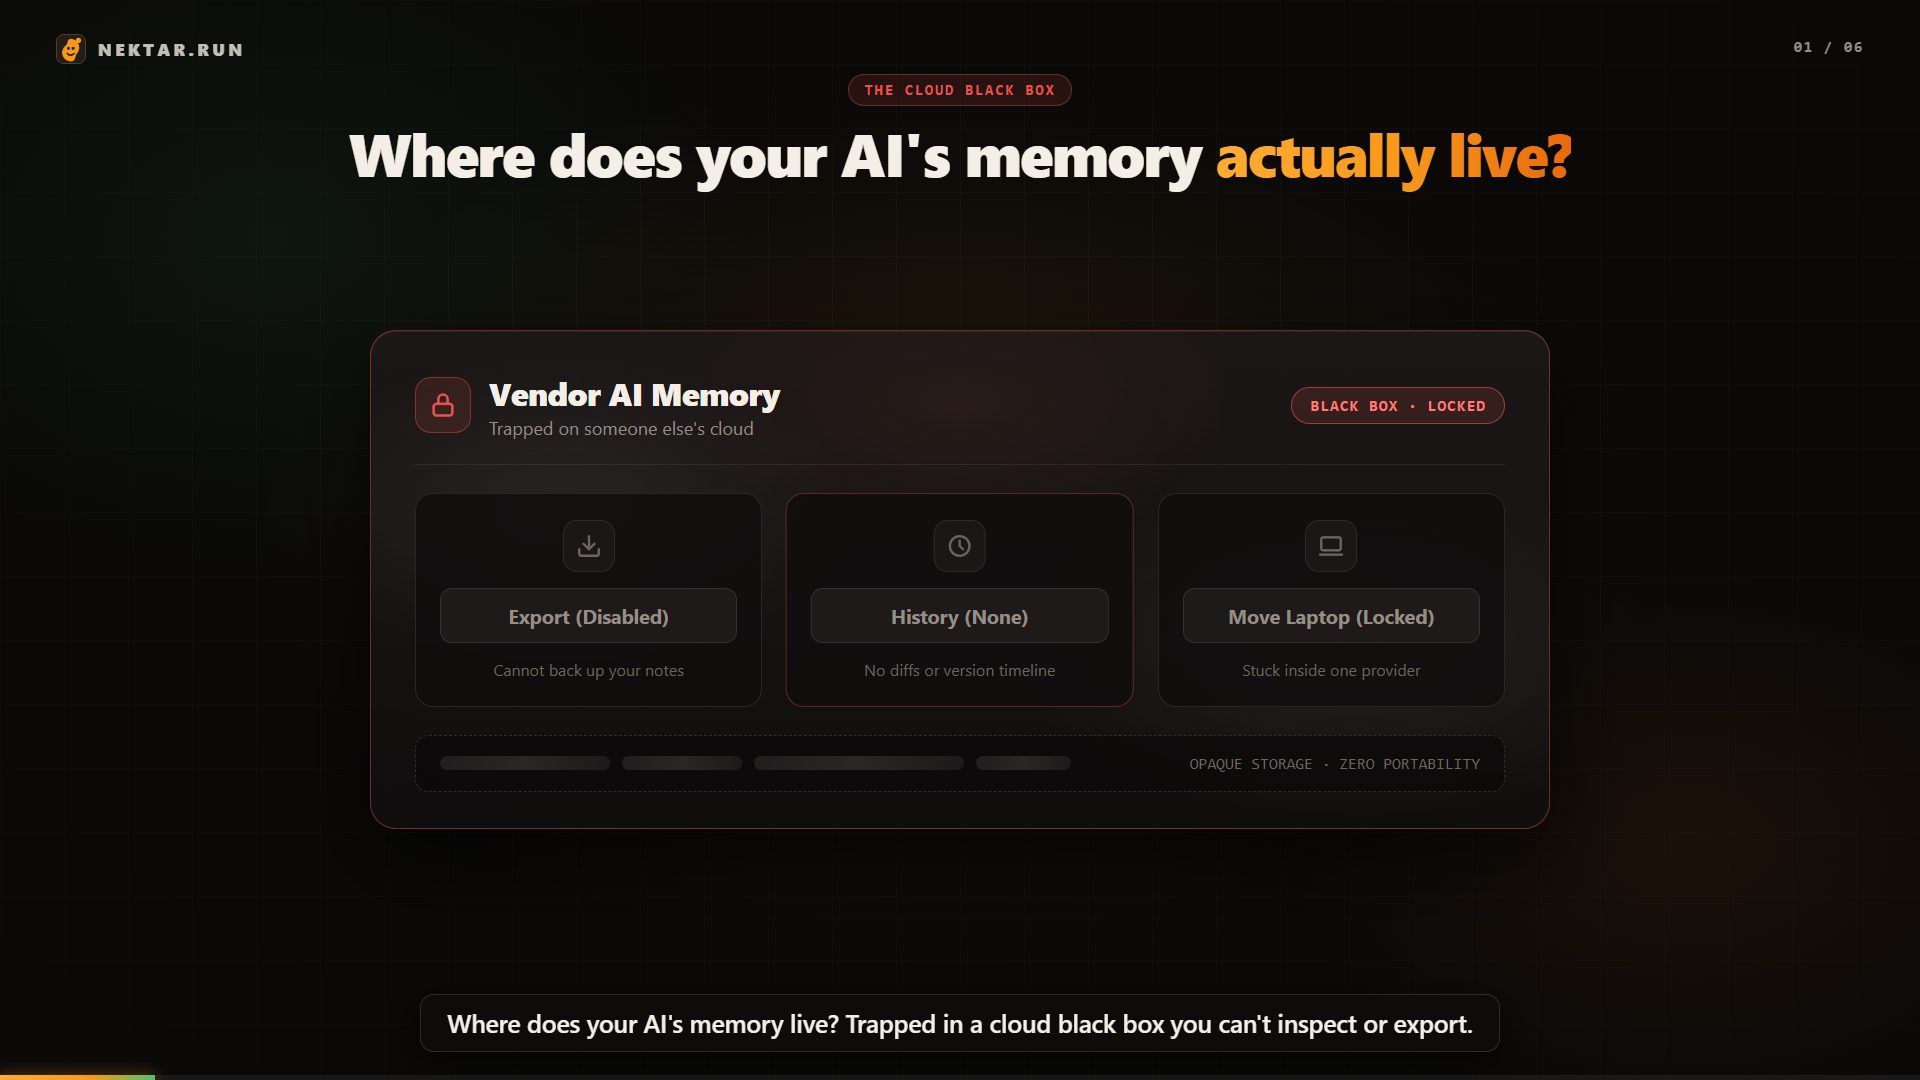 NEKTAR.RUN
01 / 06
THE CLOUD BLACK BOX
Where does your AI's memory actually live?
Vendor AI Memory
Trapped on someone else's cloud
BLACK BOX · LOCKED
Export (Disabled)
Cannot back up your notes
History (None)
No diffs or version timeline
Move Laptop (Locked)
Stuck inside one provider
OPAQUE STORAGE · ZERO PORTABILITY
Where does your AI's memory live? Trapped in a cloud black box you can't inspect or export.